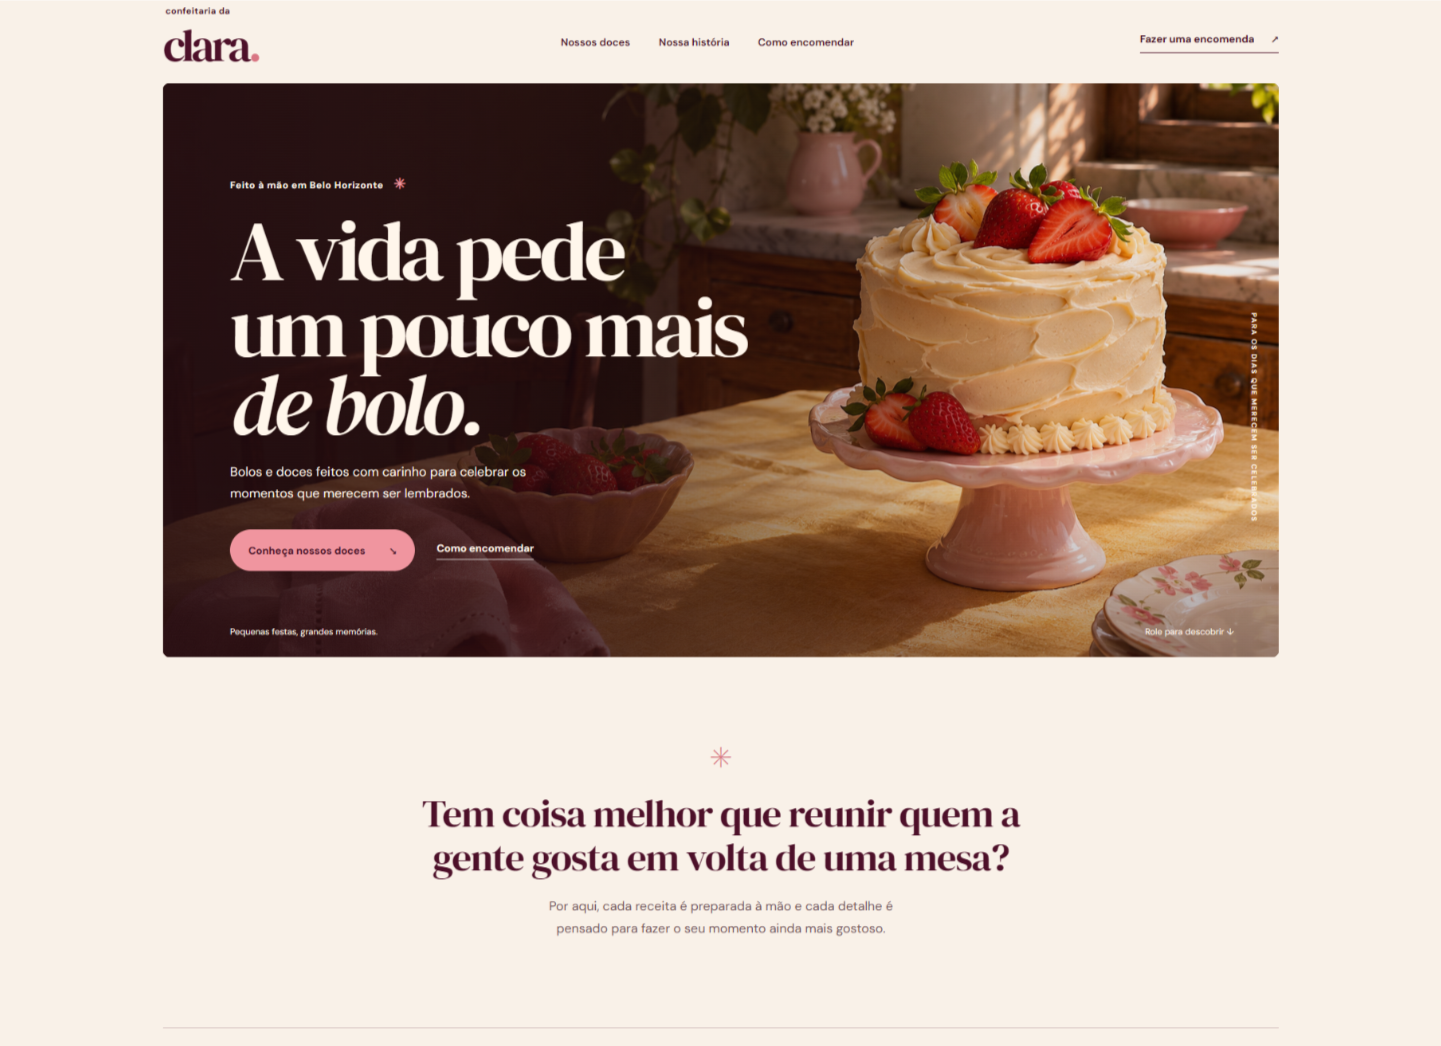 confeitaria da
clara.
Nossos doces
Nossa história
Como encomendar
Fazer uma encomenda ↗
Feito à mão em Belo Horizonte
A vida pede
um pouco mais
de bolo.
Bolos e doces feitos com carinho para celebrar os
momentos que merecem ser lembrados.
Conheça nossos doces ↘
Como encomendar
PARA OS DIAS QUE MERECEM SER CELEBRADOS
Pequenas festas, grandes memórias.
Role para descobrir ↓
Tem coisa melhor que reunir quem a
gente gosta em volta de uma mesa?
Por aqui, cada receita é preparada à mão e cada detalhe é
pensado para fazer o seu momento ainda mais gostoso.